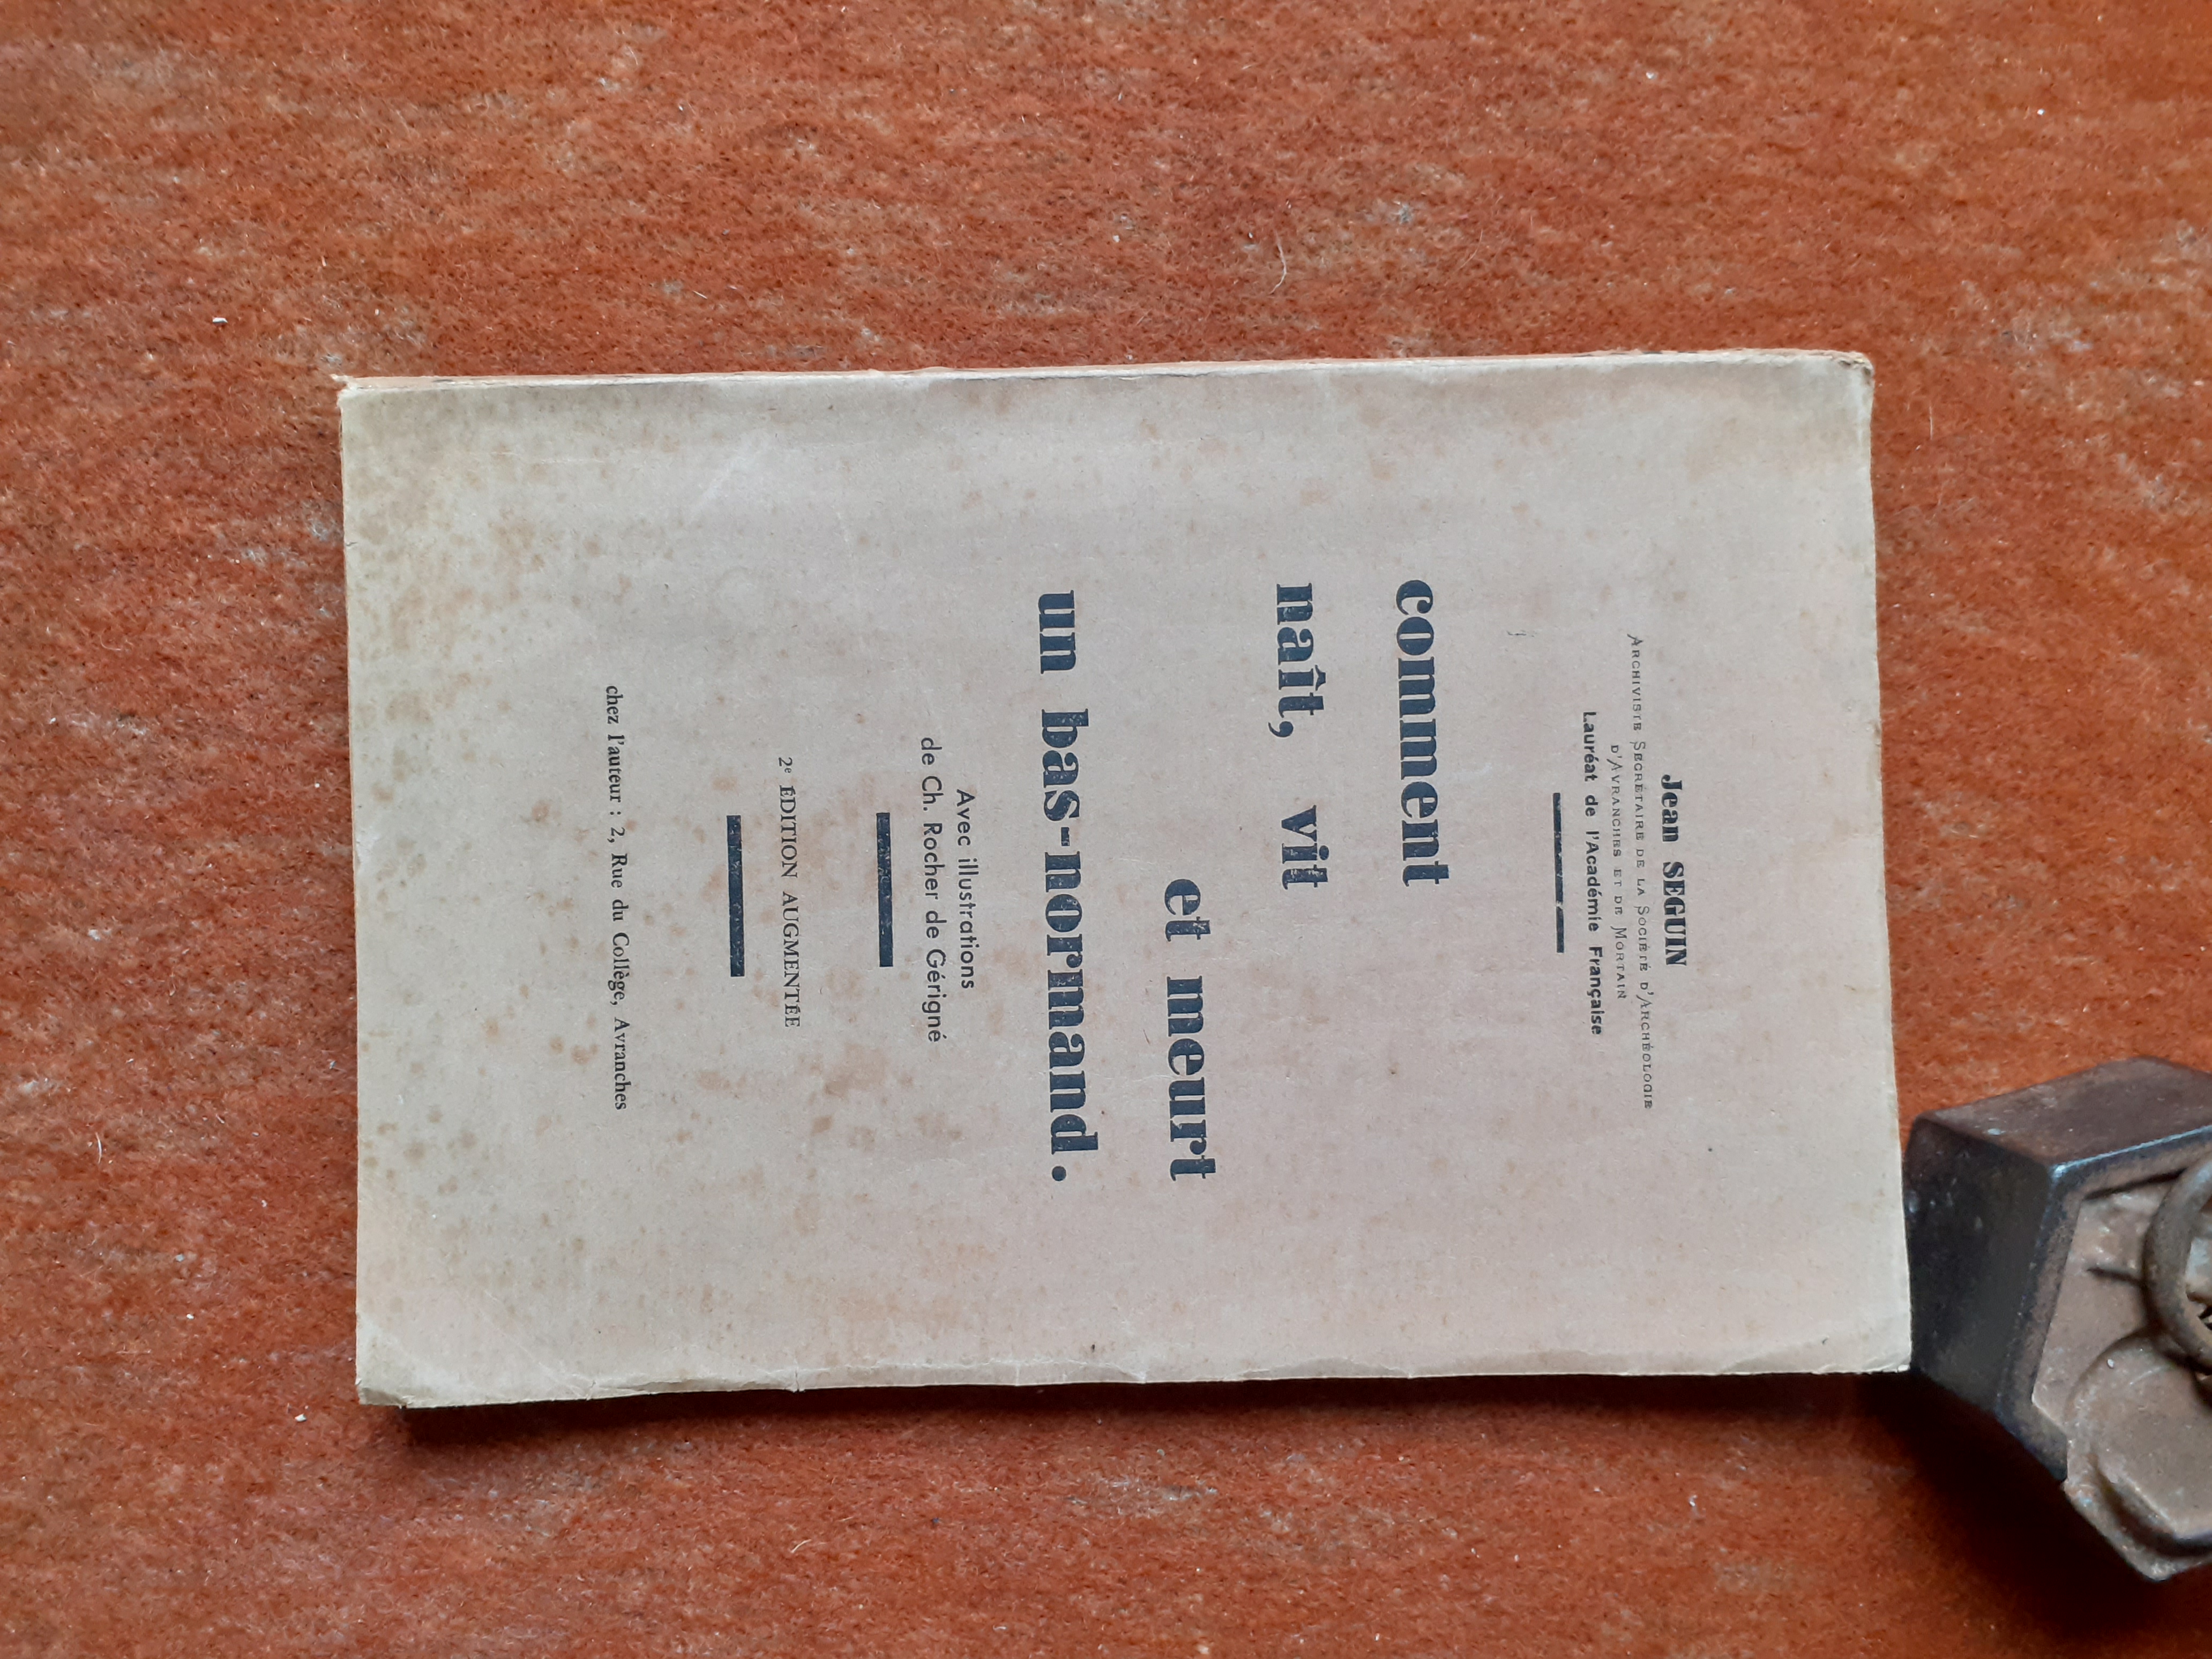 Jean SEGUIN
ARCHIVISTE SECRÉTAIRE DE LA SOCIÉTÉ D'ARCHÉOLOGIE
D'AVRANCHES ET DE MORTAIN
Lauréat de l'Académie Française
comment
naît, vit
et meurt
un bas-normand.
Avec illustrations
de Ch. Rocher de Gérigné
2e ÉDITION AUGMENTÉE
chez l'auteur : 2, Rue du Collège, Avranches